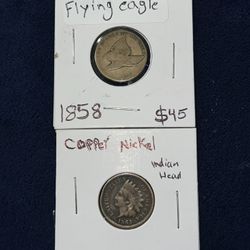 Flying eagle
1858
$45
Copper Nickel
Indian
Head